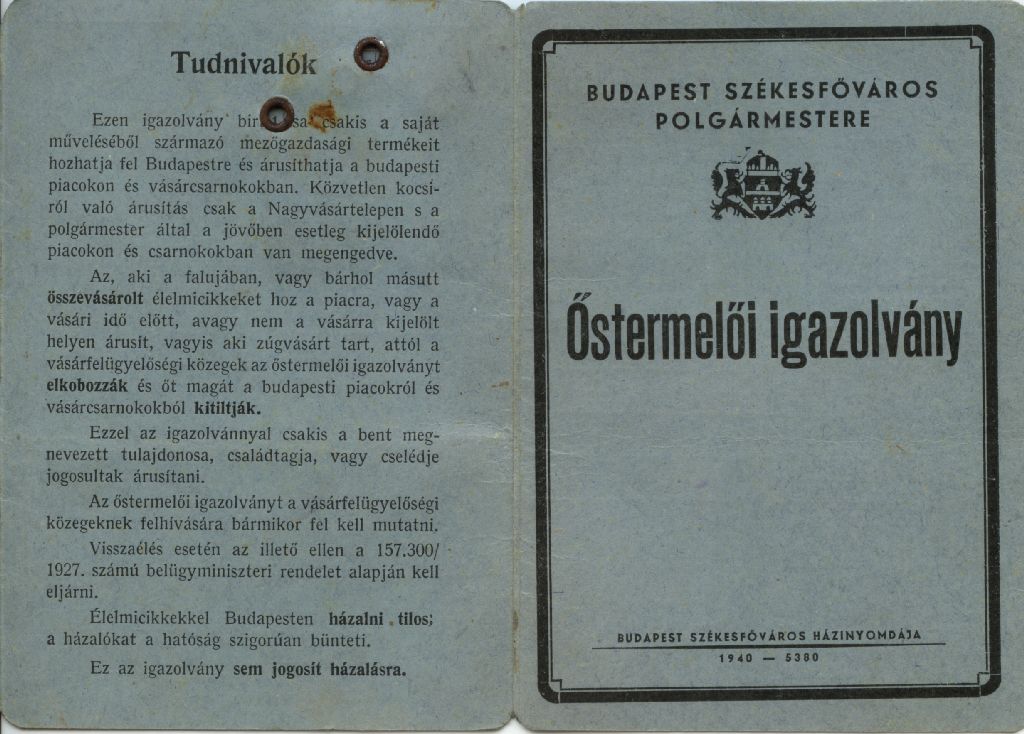 Tudnivalók
Ezen igazolvány csakis a saját
műveléséből származó mezőgazdasági termékeit
hozhatja fel Budapestre és árusíthatja a budapesti
piacokon és vásárcsarnokokban. Közvetlen kocsi-
ról való árusítás csak a Nagyvásártelepen s a
polgármester által a jövőben esetleg kijelölendő
piacokon és csarnokokban van megengedve.
Az, aki a falujában, vagy bárhol másutt
összevásárolt élelmicikkeket hoz a piacra, vagy a
vásári idő előtt, avagy nem a vásárra kijelölt
helyen árusít, vagyis aki zúgvásárt tart, attól a
vásárfelügyelőségi közegek az őstermelői igazolványt
elkobozzák és őt magát a budapesti piacokról és
vásárcsarnokokból kitiltják.
Ezzel az igazolvánnyal csakis a bent meg-
nevezett tulajdonosa, családtagja, vagy cselédje
jogosultak árusítani.
Az őstermelői igazolványt a vásárfelügyelőségi
közegeknek felhívására bármikor fel kell mutatni.
Visszaélés esetén az illető ellen a 157.300/
1927. számú belügyminiszteri rendelet alapján kell
eljárni.
Élelmicikkekkel Budapesten házalni tilos;
a házalókat a hatóság szigorúan bünteti.
Ez az igazolvány sem jogosít házalásra.
BUDAPEST SZÉKESFŐVÁROS
POLGÁRMESTERE
Őstermelői igazolvány
BUDAPEST SZÉKESFŐVÁROS HÁZINYOMDÁJA
1940 — 5380